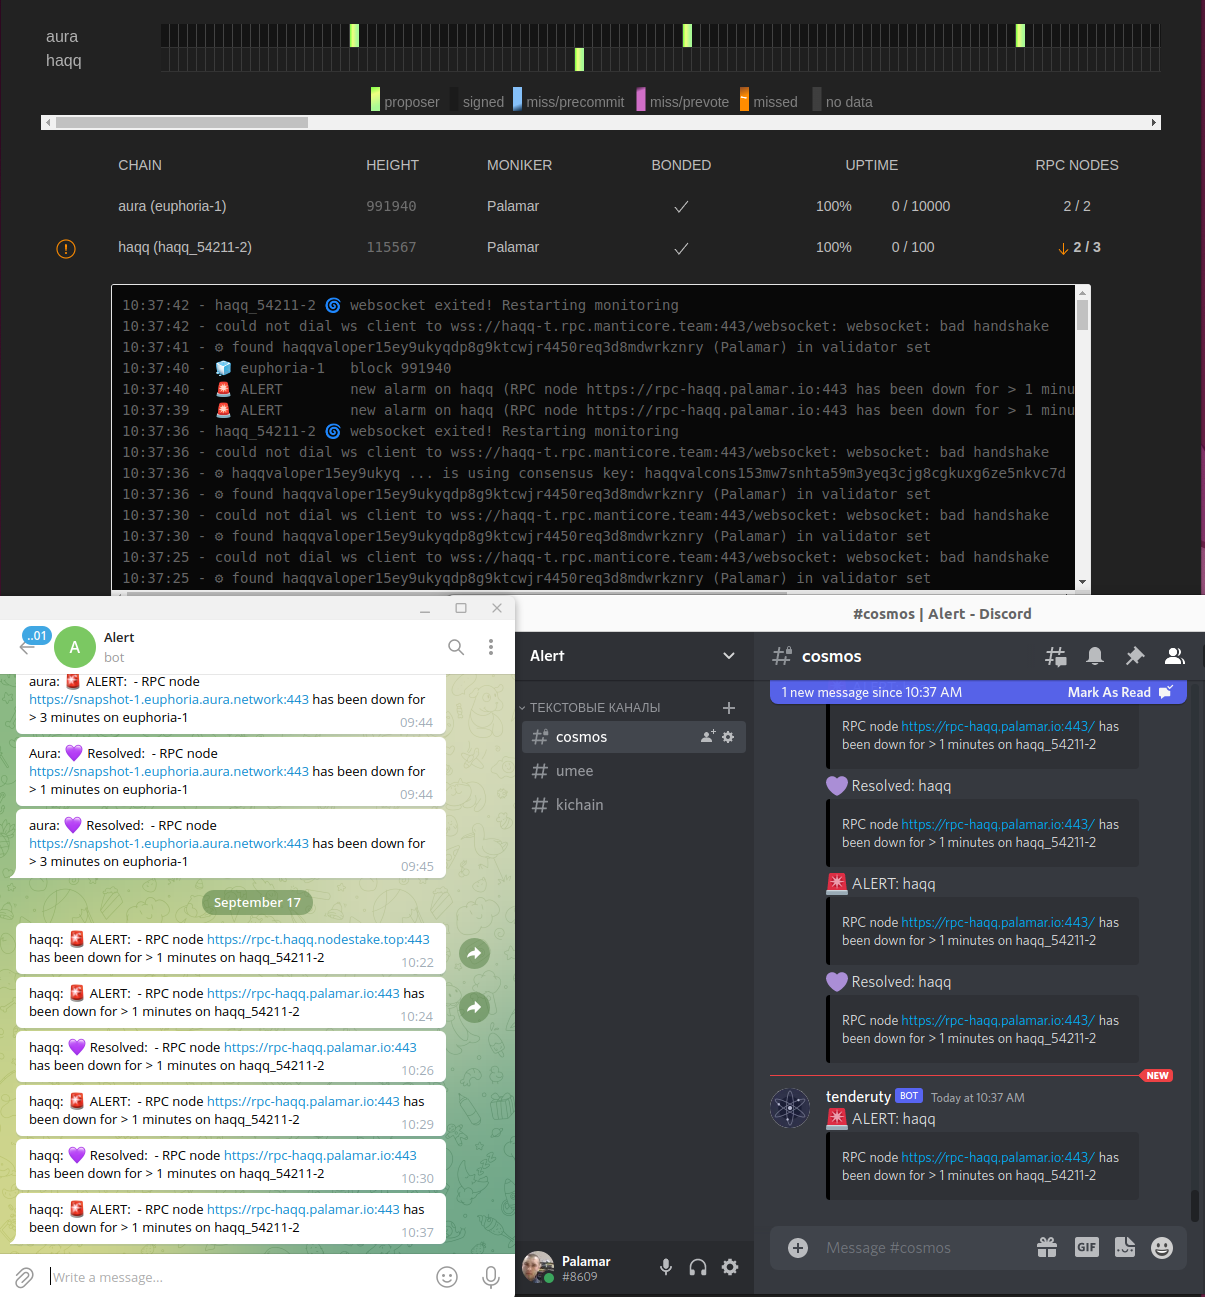 aura
haqq
proposer signed miss/precommit miss/prevote missed no data
CHAIN HEIGHT MONIKER BONDED UPTIME RPC NODES
aura (euphoria-1) 991940 Palamar ✓ 100% 0 / 10000 2 / 2
haqq (haqq_54211-2) 115567 Palamar ✓ 100% 0 / 100 ↓ 2 / 3
10:37:42 - haqq_54211-2 🌀 websocket exited! Restarting monitoring
10:37:42 - could not dial ws client to wss://haqq-t.rpc.manticore.team:443/websocket: websocket: bad handshake
10:37:41 - ⚙ found haqqvaloper15ey9ukyqdp8g9ktcwjr4450req3d8mdwrkznry (Palamar) in validator set
10:37:40 - 🧊 euphoria-1 block 991940
10:37:40 - 🚨 ALERT new alarm on haqq (RPC node https://rpc-haqq.palamar.io:443 has been down for > 1 minu
10:37:39 - 🚨 ALERT new alarm on haqq (RPC node https://rpc-haqq.palamar.io:443 has been down for > 1 minu
10:37:36 - haqq_54211-2 🌀 websocket exited! Restarting monitoring
10:37:36 - could not dial ws client to wss://haqq-t.rpc.manticore.team:443/websocket: websocket: bad handshake
10:37:36 - ⚙ haqqvaloper15ey9ukyq ... is using consensus key: haqqvalcons153mw7snhta59m3yeq3cjg8cgkuxg6ze5nkvc7d
10:37:36 - ⚙ found haqqvaloper15ey9ukyqdp8g9ktcwjr4450req3d8mdwrkznry (Palamar) in validator set
10:37:30 - could not dial ws client to wss://haqq-t.rpc.manticore.team:443/websocket: websocket: bad handshake
10:37:30 - ⚙ found haqqvaloper15ey9ukyqdp8g9ktcwjr4450req3d8mdwrkznry (Palamar) in validator set
10:37:25 - could not dial ws client to wss://haqq-t.rpc.manticore.team:443/websocket: websocket: bad handshake
10:37:25 - ⚙ found haqqvaloper15ey9ukyqdp8g9ktcwjr4450req3d8mdwrkznry (Palamar) in validator set
..01
A
Alert
bot
aura: 🚨 ALERT: - RPC node
https://snapshot-1.euphoria.aura.network:443 has been down for
> 3 minutes on euphoria-1
09:44
Aura: 💜 Resolved: - RPC node
https://snapshot-1.euphoria.aura.network:443 has been down for
> 1 minutes on euphoria-1
09:44
aura: 💜 Resolved: - RPC node
https://snapshot-1.euphoria.aura.network:443 has been down for
> 3 minutes on euphoria-1
09:45
September 17
haqq: 🚨 ALERT: - RPC node https://rpc-t.haqq.nodestake.top:443
has been down for > 1 minutes on haqq_54211-2
10:22
haqq: 🚨 ALERT: - RPC node https://rpc-haqq.palamar.io:443 has
been down for > 1 minutes on haqq_54211-2
10:24
haqq: 💜 Resolved: - RPC node https://rpc-haqq.palamar.io:443
has been down for > 1 minutes on haqq_54211-2
10:26
haqq: 🚨 ALERT: - RPC node https://rpc-haqq.palamar.io:443 has
been down for > 1 minutes on haqq_54211-2
10:29
haqq: 💜 Resolved: - RPC node https://rpc-haqq.palamar.io:443
has been down for > 1 minutes on haqq_54211-2
10:30
haqq: 🚨 ALERT: - RPC node https://rpc-haqq.palamar.io:443 has
been down for > 1 minutes on haqq_54211-2
10:37
Write a message...
#cosmos | Alert - Discord
Alert
ТЕКСТОВЫЕ КАНАЛЫ
cosmos
umee
kichain
Palamar
#8609
cosmos
1 new message since 10:37 AM Mark As Read
RPC node https://rpc-haqq.palamar.io:443/ has
been down for > 1 minutes on haqq_54211-2
💜 Resolved: haqq
RPC node https://rpc-haqq.palamar.io:443/ has
been down for > 1 minutes on haqq_54211-2
🚨 ALERT: haqq
RPC node https://rpc-haqq.palamar.io:443/ has
been down for > 1 minutes on haqq_54211-2
💜 Resolved: haqq
RPC node https://rpc-haqq.palamar.io:443/ has
been down for > 1 minutes on haqq_54211-2
NEW
tenderuty BOT Today at 10:37 AM
🚨 ALERT: haqq
RPC node https://rpc-haqq.palamar.io:443/ has
been down for > 1 minutes on haqq_54211-2
Message #cosmos
GIF